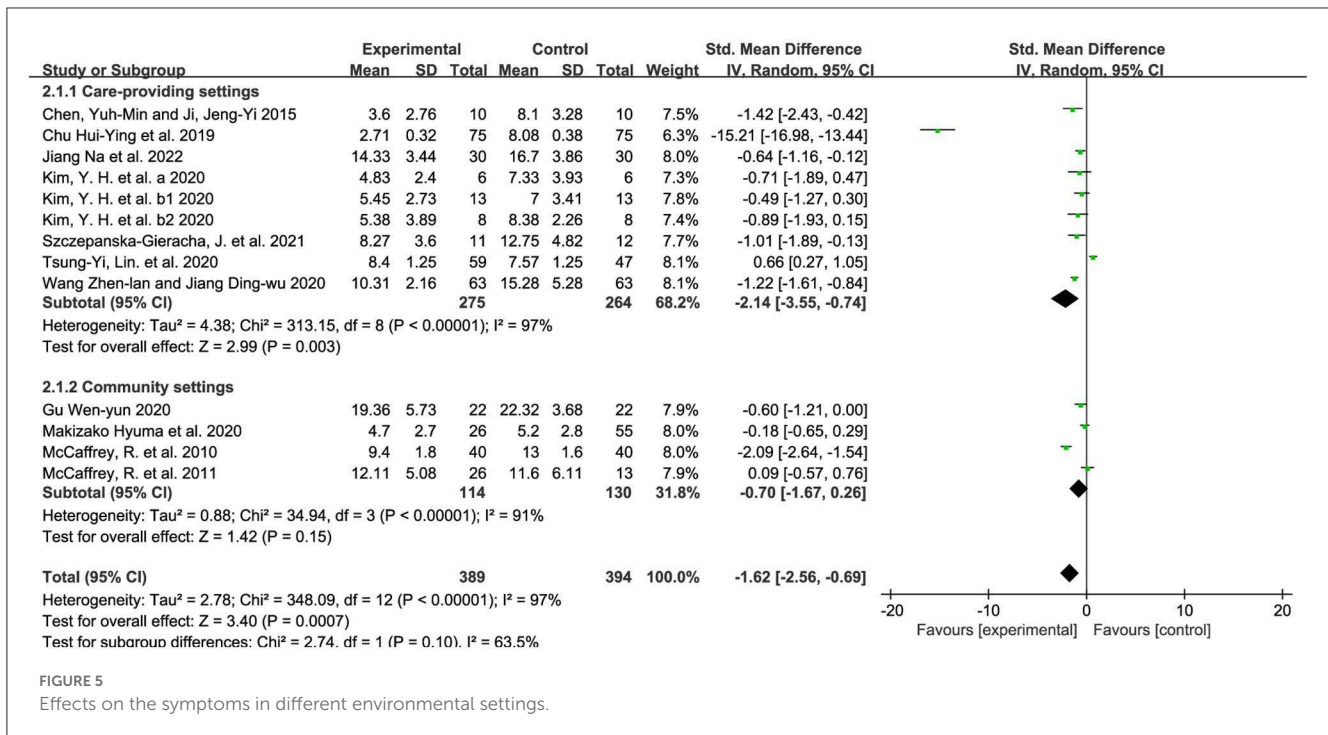 Experimental Control Std. Mean Difference Std. Mean Difference
Study or Subgroup Mean SD Total Mean SD Total Weight IV, Random, 95% CI IV, Random, 95% CI
2.1.1 Care-providing settings
Chen, Yuh-Min and Ji, Jeng-Yi 2015 3.6 2.76 10 8.1 3.28 10 7.5% -1.42 [-2.43, -0.42]
Chu Hui-Ying et al. 2019 2.71 0.32 75 8.08 0.38 75 6.3% -15.21 [-16.98, -13.44]
Jiang Na et al. 2022 14.33 3.44 30 16.7 3.86 30 8.0% -0.64 [-1.16, -0.12]
Kim, Y. H. et al. a 2020 4.83 2.4 6 7.33 3.93 6 7.3% -0.71 [-1.89, 0.47]
Kim, Y. H. et al. b1 2020 5.45 2.73 13 7 3.41 13 7.8% -0.49 [-1.27, 0.30]
Kim, Y. H. et al. b2 2020 5.38 3.89 8 8.38 2.26 8 7.4% -0.89 [-1.93, 0.15]
Szczepanska-Gieracha, J. et al. 2021 8.27 3.6 11 12.75 4.82 12 7.7% -1.01 [-1.89, -0.13]
Tsung-Yi, Lin. et al. 2020 8.4 1.25 59 7.57 1.25 47 8.1% 0.66 [0.27, 1.05]
Wang Zhen-lan and Jiang Ding-wu 2020 10.31 2.16 63 15.28 5.28 63 8.1% -1.22 [-1.61, -0.84]
Subtotal (95% CI) 275 264 68.2% -2.14 [-3.55, -0.74]
Heterogeneity: Tau² = 4.38; Chi² = 313.15, df = 8 (P < 0.00001); I² = 97%
Test for overall effect: Z = 2.99 (P = 0.003)
2.1.2 Community settings
Gu Wen-yun 2020 19.36 5.73 22 22.32 3.68 22 7.9% -0.60 [-1.21, 0.00]
Makizako Hyuma et al. 2020 4.7 2.7 26 5.2 2.8 55 8.0% -0.18 [-0.65, 0.29]
McCaffrey, R. et al. 2010 9.4 1.8 40 13 1.6 40 8.0% -2.09 [-2.64, -1.54]
McCaffrey, R. et al. 2011 12.11 5.08 26 11.6 6.11 13 7.9% 0.09 [-0.57, 0.76]
Subtotal (95% CI) 114 130 31.8% -0.70 [-1.67, 0.26]
Heterogeneity: Tau² = 0.88; Chi² = 34.94, df = 3 (P < 0.00001); I² = 91%
Test for overall effect: Z = 1.42 (P = 0.15)
Total (95% CI) 389 394 100.0% -1.62 [-2.56, -0.69]
Heterogeneity: Tau² = 2.78; Chi² = 348.09, df = 12 (P < 0.00001); I² = 97%
Test for overall effect: Z = 3.40 (P = 0.0007)
Test for subgroup differences: Chi² = 2.74, df = 1 (P = 0.10), I² = 63.5%
-20 -10 0 10 20
Favours [experimental] Favours [control]
FIGURE 5
Effects on the symptoms in different environmental settings.